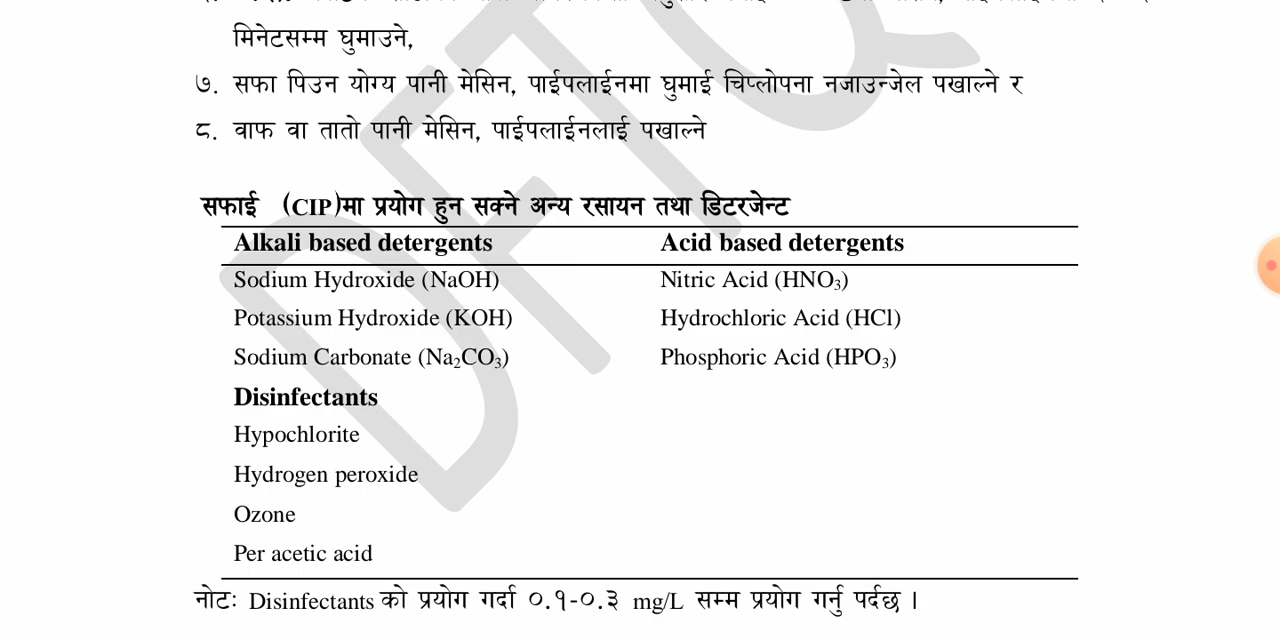 मिनेटसम्म घुमाउने,
७. सफा पिउन योग्य पानी मेसिन, पाईपलाईनमा घुमाई चिप्लोपना नजाउन्जेल पखाल्ने र
८. वाफ वा तातो पानी मेसिन, पाईपलाईनलाई पखाल्ने
सफाई (CIP)मा प्रयोग हुन सक्ने अन्य रसायन तथा डिटरजेन्ट
Alkali based detergents Acid based detergents
Sodium Hydroxide (NaOH) Nitric Acid (HNO₃)
Potassium Hydroxide (KOH) Hydrochloric Acid (HCl)
Sodium Carbonate (Na₂CO₃) Phosphoric Acid (HPO₃)
Disinfectants
Hypochlorite
Hydrogen peroxide
Ozone
Per acetic acid
नोटः Disinfectants को प्रयोग गर्दा ०.१-०.३ mg/L सम्म प्रयोग गर्नु पर्दछ ।
DFTQ